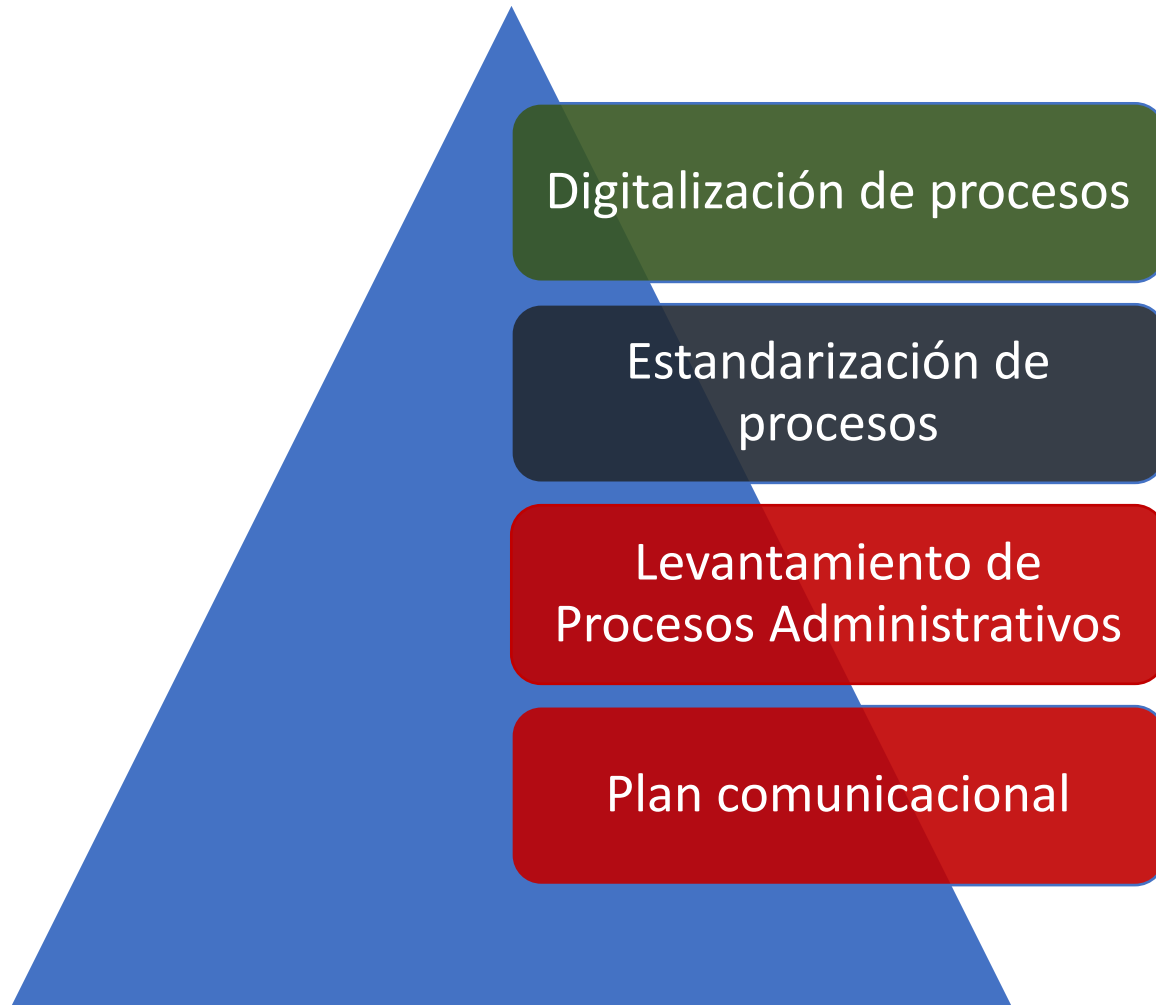 Digitalización de procesos
Estandarización de
procesos
Levantamiento de
Procesos Administrativos
Plan comunicacional